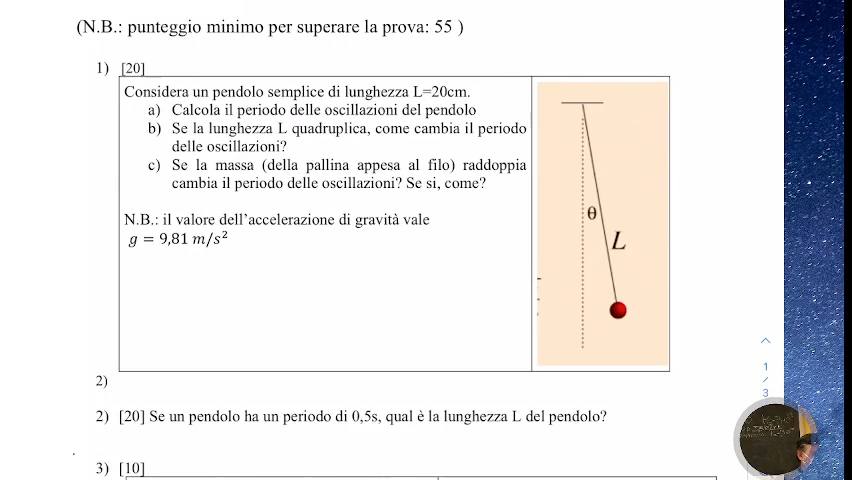 (N.B.: punteggio minimo per superare la prova: 55 )
1) [20]
Considera un pendolo semplice di lunghezza L=20cm.
a) Calcola il periodo delle oscillazioni del pendolo
b) Se la lunghezza L quadruplica, come cambia il periodo
delle oscillazioni?
c) Se la massa (della pallina appesa al filo) raddoppia
cambia il periodo delle oscillazioni? Se si, come?
N.B.: il valore dell'accelerazione di gravità vale
g = 9,81 m/s²
θ
L
2)
2) [20] Se un pendolo ha un periodo di 0,5s, qual è la lunghezza L del pendolo?
3) [10]
1
/
3